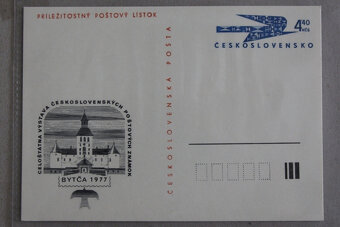 PRÍLEŽITOSTNÝ POŠTOVÝ LÍSTOK
4,40
Kčs
ČESKOSLOVENSKO
ČESKOSLOVENSKÁ POŠTA
CELOŠTÁTNA VÝSTAVA ČESKOSLOVENSKÝCH POŠTOVÝCH ZNÁMOK
BYTČA 1977